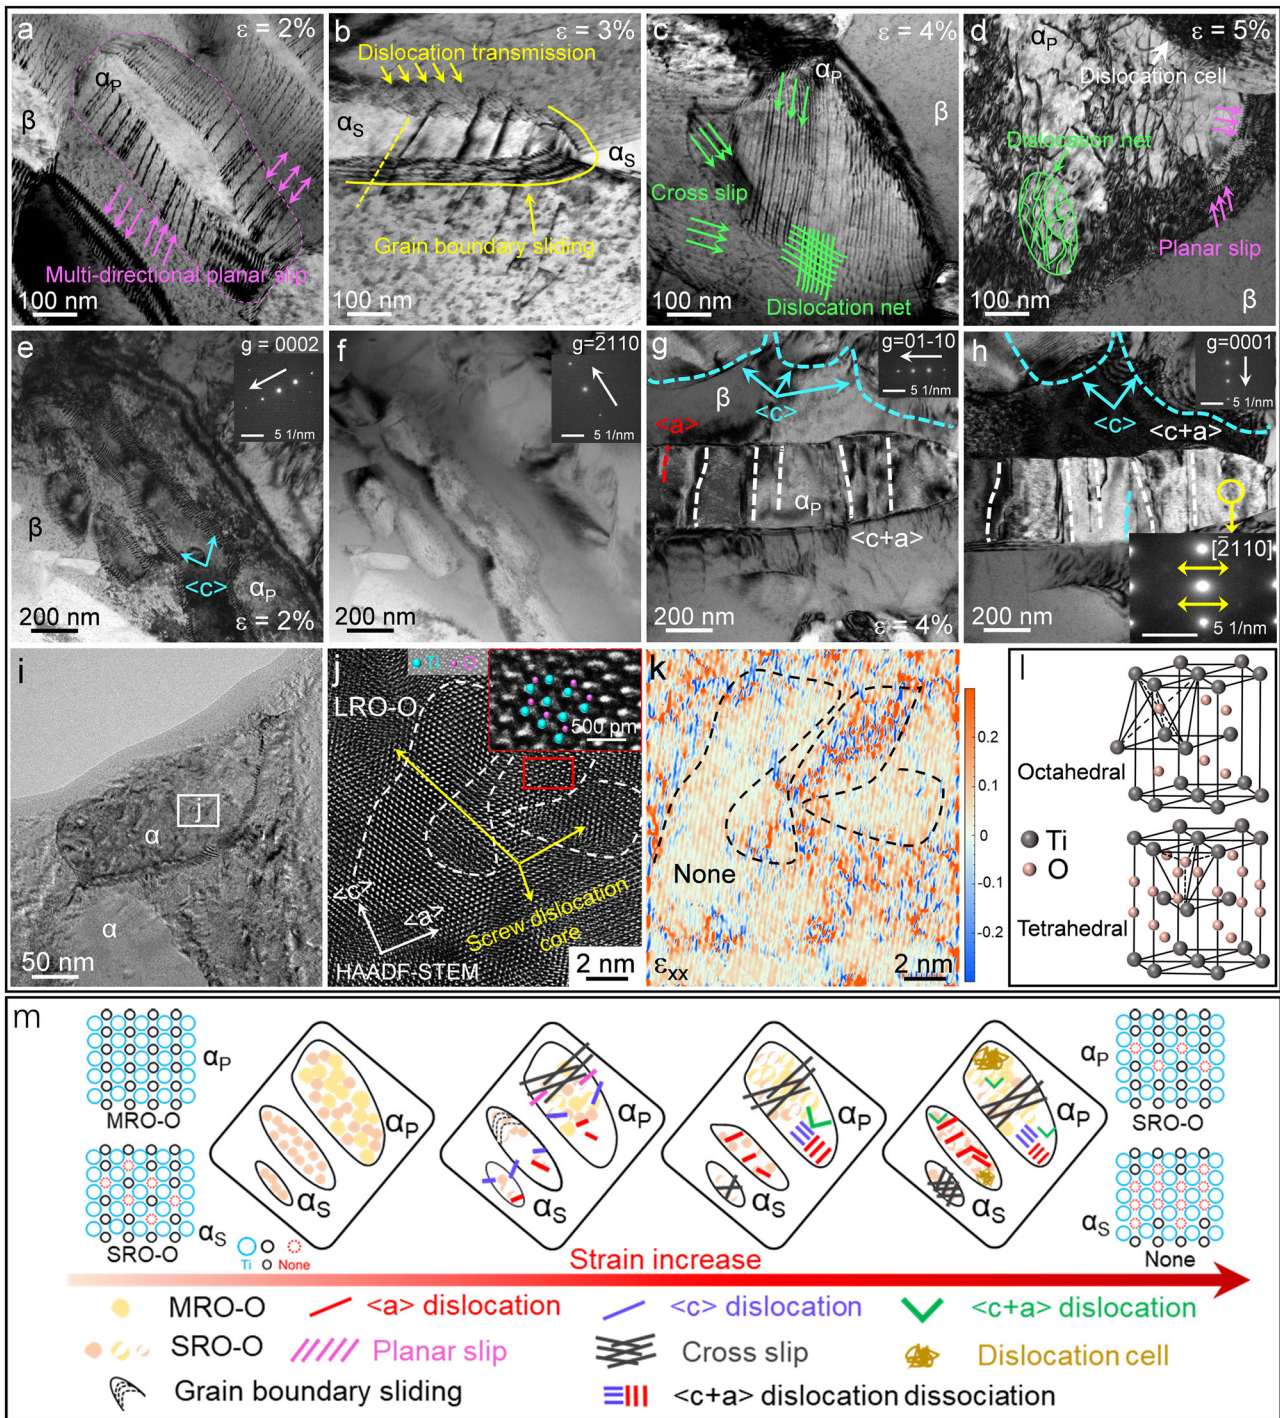 a
ε = 2%
αP
β
Multi-directional planar slip
100 nm
b
ε = 3%
Dislocation transmission
αS
αS
Grain boundary sliding
100 nm
c
ε = 4%
αP
β
Cross slip
Dislocation net
100 nm
d
αP
ε = 5%
Dislocation cell
Dislocation net
Planar slip
100 nm
β
e
g = 0002
5 1/nm
β
<c>
αP
200 nm
ε = 2%
f
g=2̄110
5 1/nm
200 nm
g
g=01-10
5 1/nm
β
<c>
<a>
αP
<c+a>
200 nm
ε = 4%
h
g=0001
5 1/nm
<c>
<c+a>
[2̄110]
200 nm
5 1/nm
i
j
α
α
50 nm
j
Ti O
LRO-O
500 pm
<c>
<a>
Screw dislocation
core
HAADF-STEM
2 nm
k
None
εxx
2 nm
0.2
0.1
0
-0.1
-0.2
l
Octahedral
Ti
O
Tetrahedral
m
αP
MRO-O
αS
SRO-O
Ti O None
αP
αS
αP
αS
αP
αS
αP
αS
αP
SRO-O
αS
None
Strain increase
MRO-O <a> dislocation <c> dislocation <c+a> dislocation
SRO-O Planar slip Cross slip Dislocation cell
Grain boundary sliding <c+a> dislocation dissociation